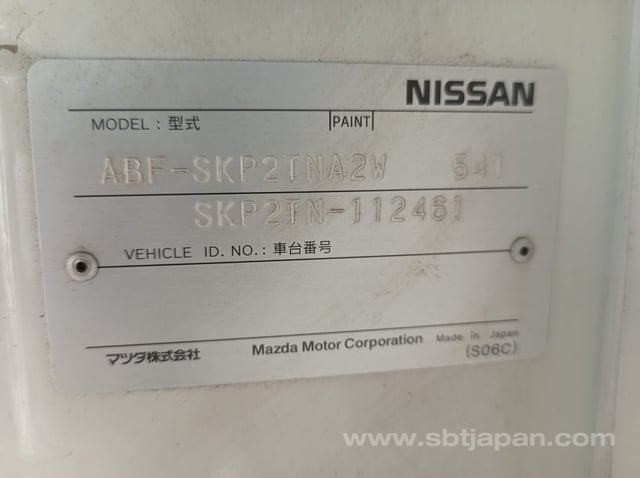 NISSAN
MODEL : 型式 PAINT
ABF-SKP2TNA2W 541
SKP2TN-112461
VEHICLE ID. NO. : 車台番号
マツダ株式会社 Mazda Motor Corporation Made in Japan
(S06C)
www.sbtjapan.com